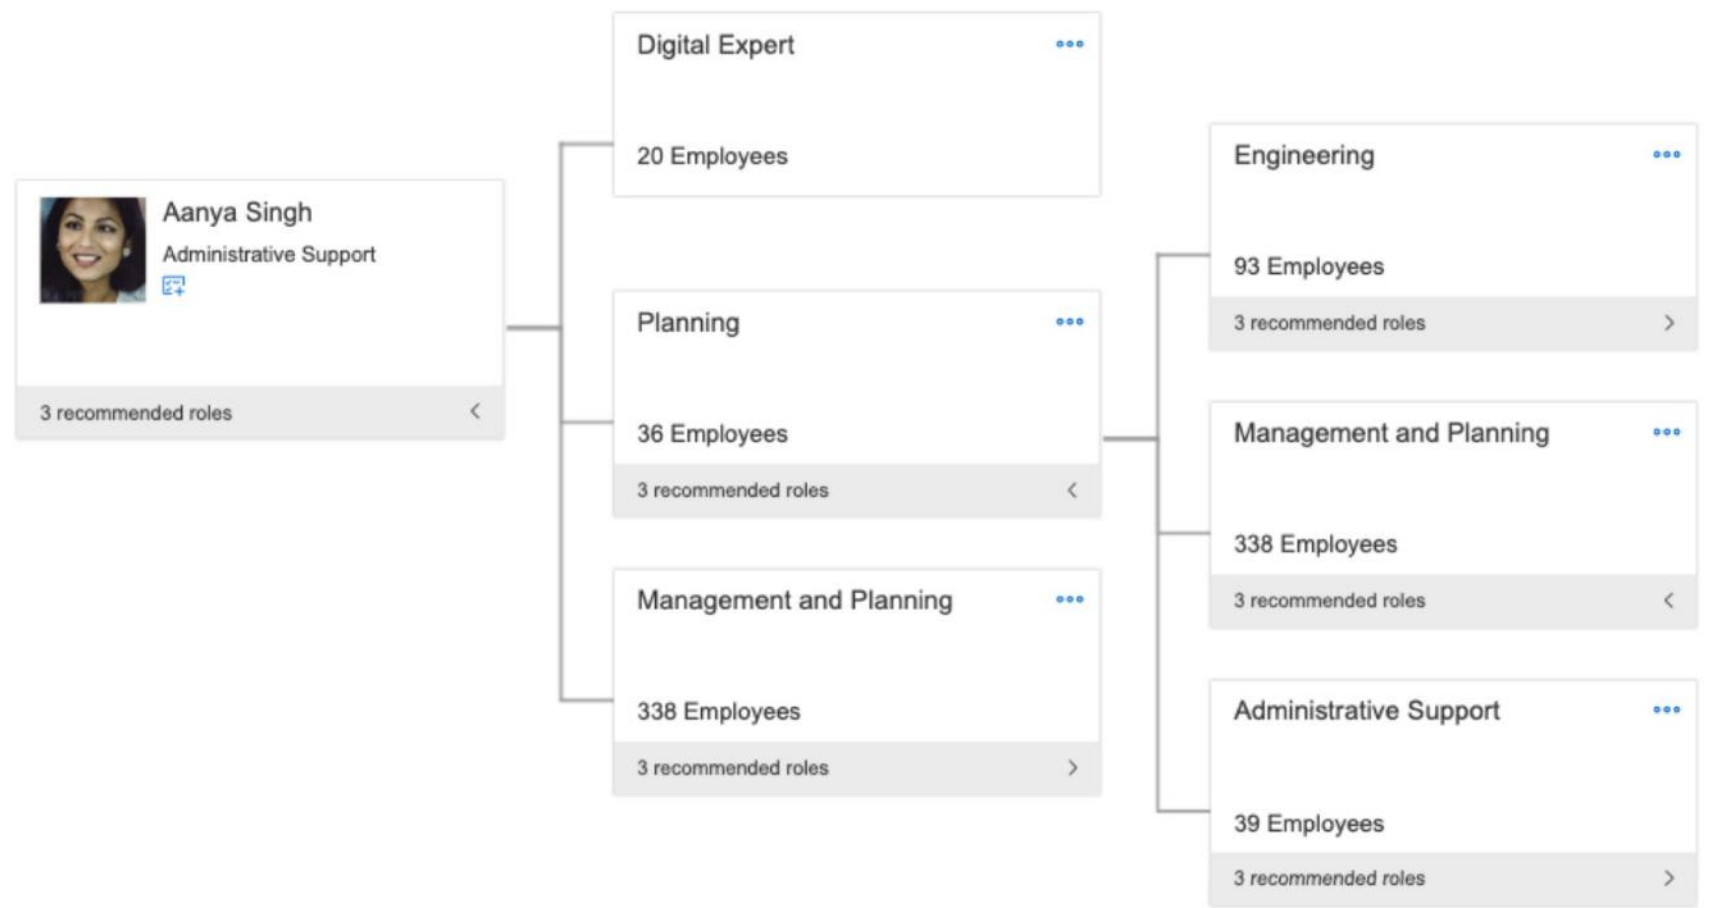 Aanya Singh
Administrative Support
3 recommended roles
Digital Expert
20 Employees
Planning
36 Employees
3 recommended roles
Management and Planning
338 Employees
3 recommended roles
Engineering
93 Employees
3 recommended roles
Management and Planning
338 Employees
3 recommended roles
Administrative Support
39 Employees
3 recommended roles